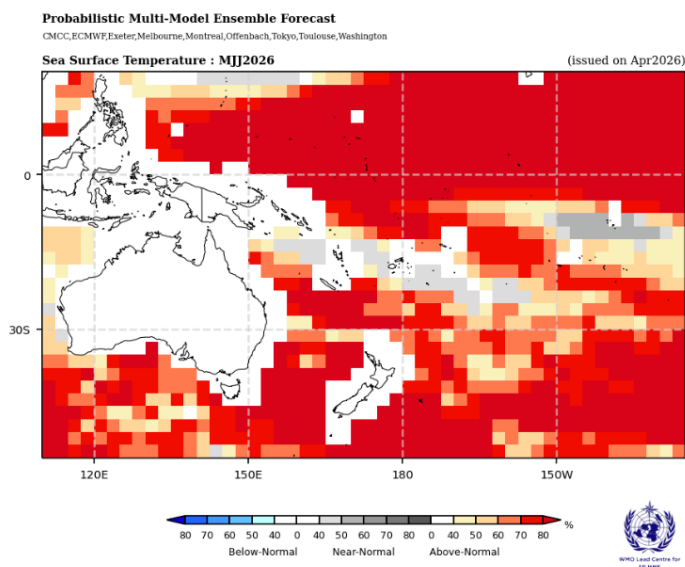 Probabilistic Multi-Model Ensemble Forecast
CMCC,ECMWF,Exeter,Melbourne,Montreal,Offenbach,Tokyo,Toulouse,Washington
Sea Surface Temperature : MJJ2026 (issued on Apr2026)
0
30S
120E 150E 180 150W
80 70 60 50 40 0 40 50 60 70 80 0 40 50 60 70 80 %
Below-Normal Near-Normal Above-Normal
WMO Lead Centre for